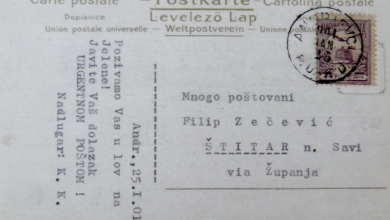 Carte postale — Postkarte — Cartolina postale
Dopisnice Levelező Lap
Union postale universelle — Weltpostverein — Unione postale
Andr., 25.I.01
Pozivamo Vas u lov na
Jelene!
Javite Vaš dolazak
URGENTNOM POŠTOM !
Nadlugar: K, K.
Mnogo poštovani
Filip Zečević
ŠTITAR n. Savi
via Županja